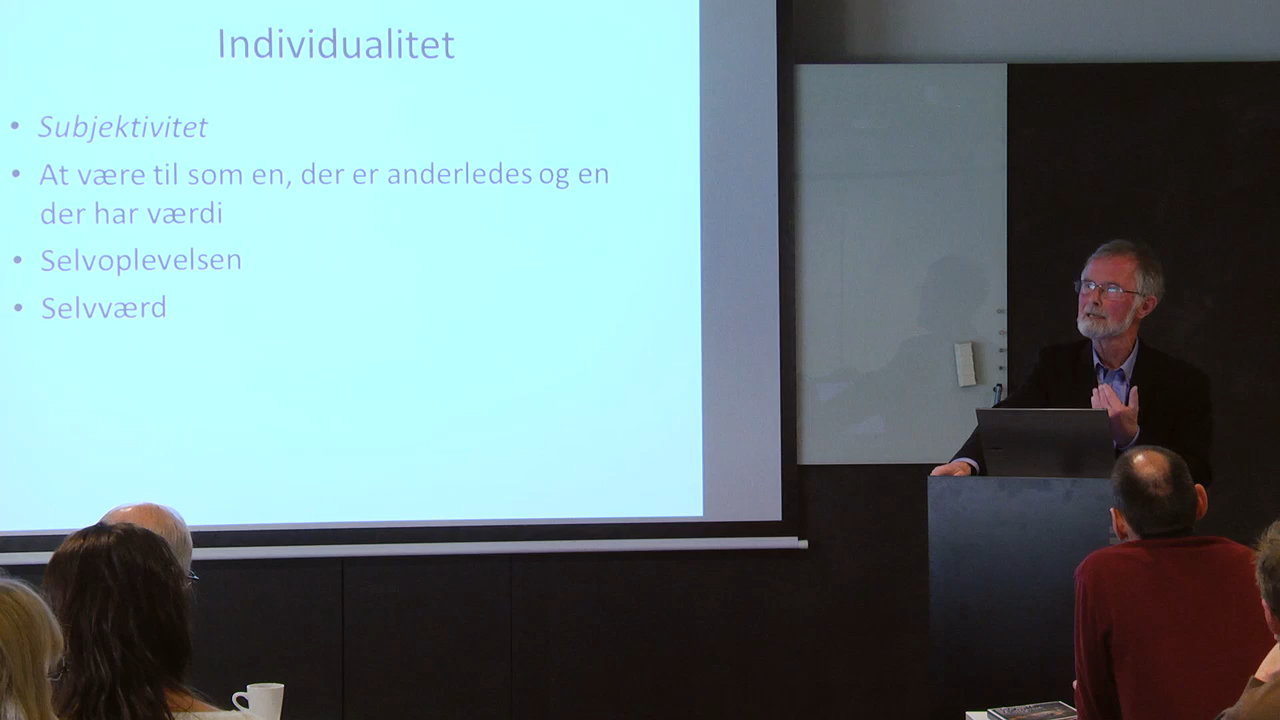 Individualitet
• Subjektivitet
• At være til som en, der er anderledes og en
der har værdi
• Selvoplevelsen
• Selvværd